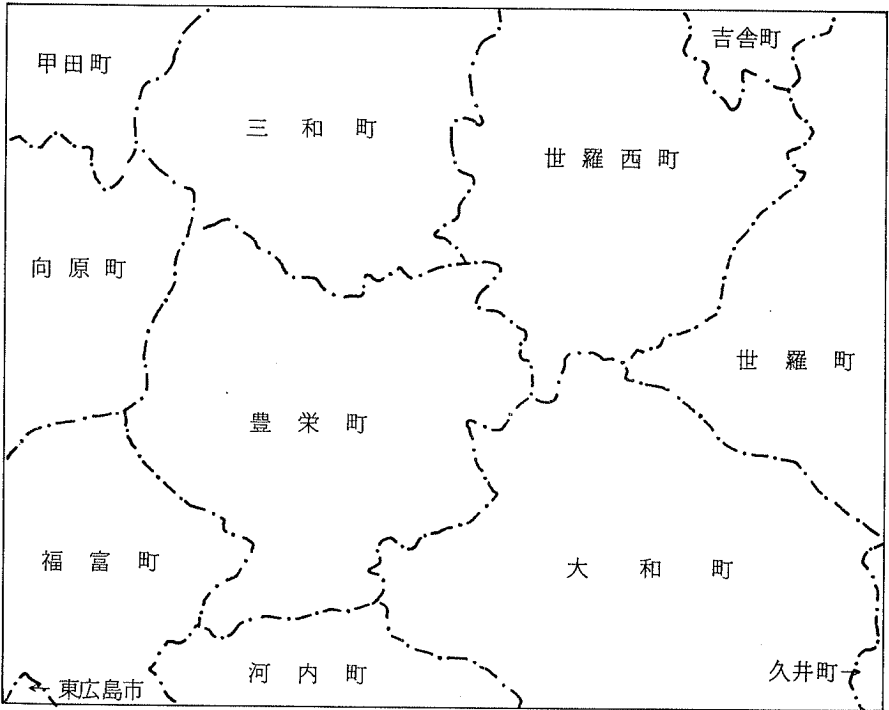 吉舎町
甲田町
三和町
世羅西町
向原町
世羅町
豊栄町
福富町
大和町
河内町
久井町→
← 東広島市